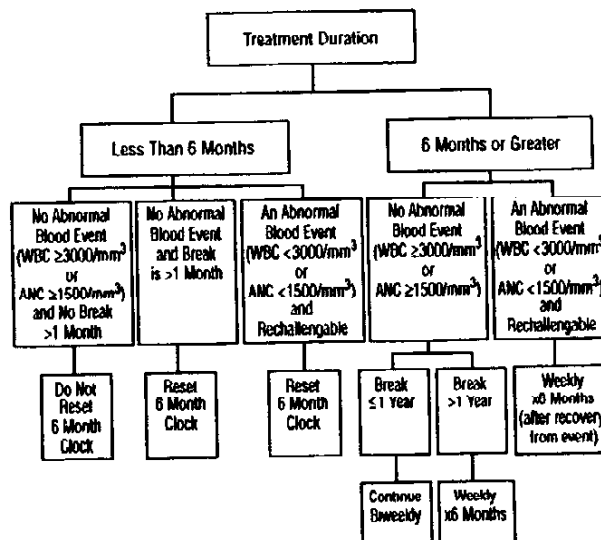 Treatment Duration
Less Than 6 Months
6 Months or Greater
No Abnormal
Blood Event
(WBC ≥3000/mm³
or
ANC ≥1500/mm³)
and No Break
>1 Month
No Abnormal
Blood Event
and Break
is >1 Month
An Abnormal
Blood Event
(WBC <3000/mm³
or
ANC <1500/mm³)
and
Rechallengable
No Abnormal
Blood Event
(WBC ≥3000/mm³
or
ANC ≥1500/mm³)
An Abnormal
Blood Event
(WBC <3000/mm³
or
ANC <1500/mm³)
and
Rechallengable
Do Not
Reset
6 Month
Clock
Reset
6 Month
Clock
Reset
6 Month
Clock
Break
≤1 Year
Break
>1 Year
Weekly
x6 Months
(after recovery
from event).
Continue
Biweekly
Weekly
x6 Months